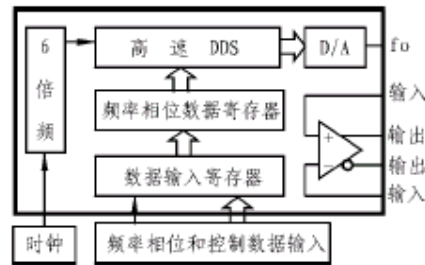 6倍频
高速 DDS
D/A
fo
频率相位数据寄存器
输入
+
输出
数据输入寄存器
-
输出
输入
时钟
频率相位和控制数据输入